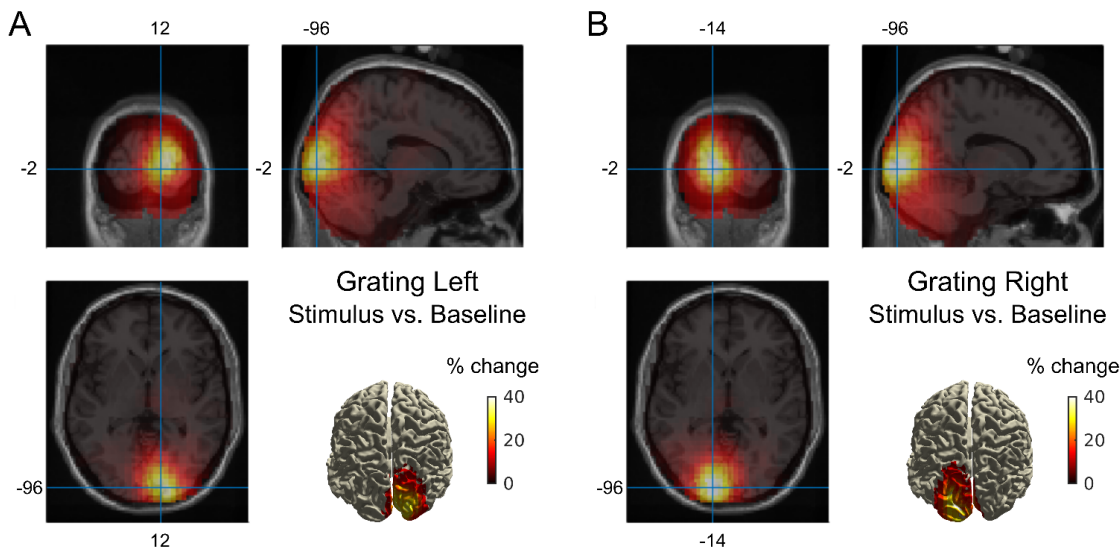 A
B
12
-96
-14
-96
-2
-2
-2
-2
Grating Left
Stimulus vs. Baseline
Grating Right
Stimulus vs. Baseline
% change
40
20
0
% change
40
20
0
-96
-96
12
-14